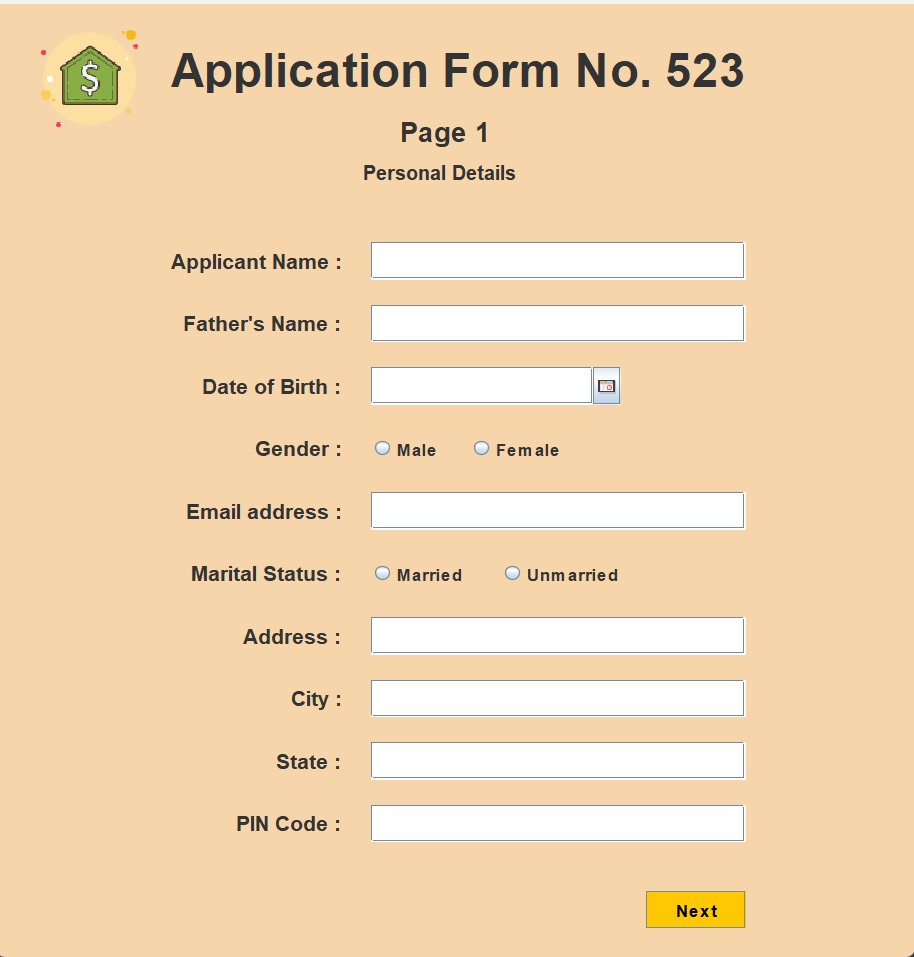 $
Application Form No. 523
Page 1
Personal Details
Applicant Name :
Father's Name :
Date of Birth :
Gender : Male Female
Email address :
Marital Status : Married Unmarried
Address :
City :
State :
PIN Code :
Next